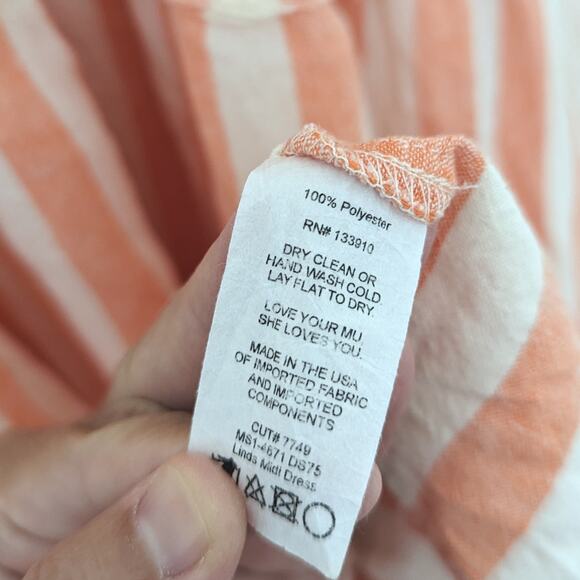 100% Polyester
RN# 133910
DRY CLEAN OR
HAND WASH COLD
LAY FLAT TO DRY
LOVE YOUR MU
SHE LOVES YOU.
MADE IN THE USA
OF IMPORTED FABRIC
AND IMPORTED
COMPONENTS
CUT# 7749
MS1-4671 DS75
Linds Midi Dress